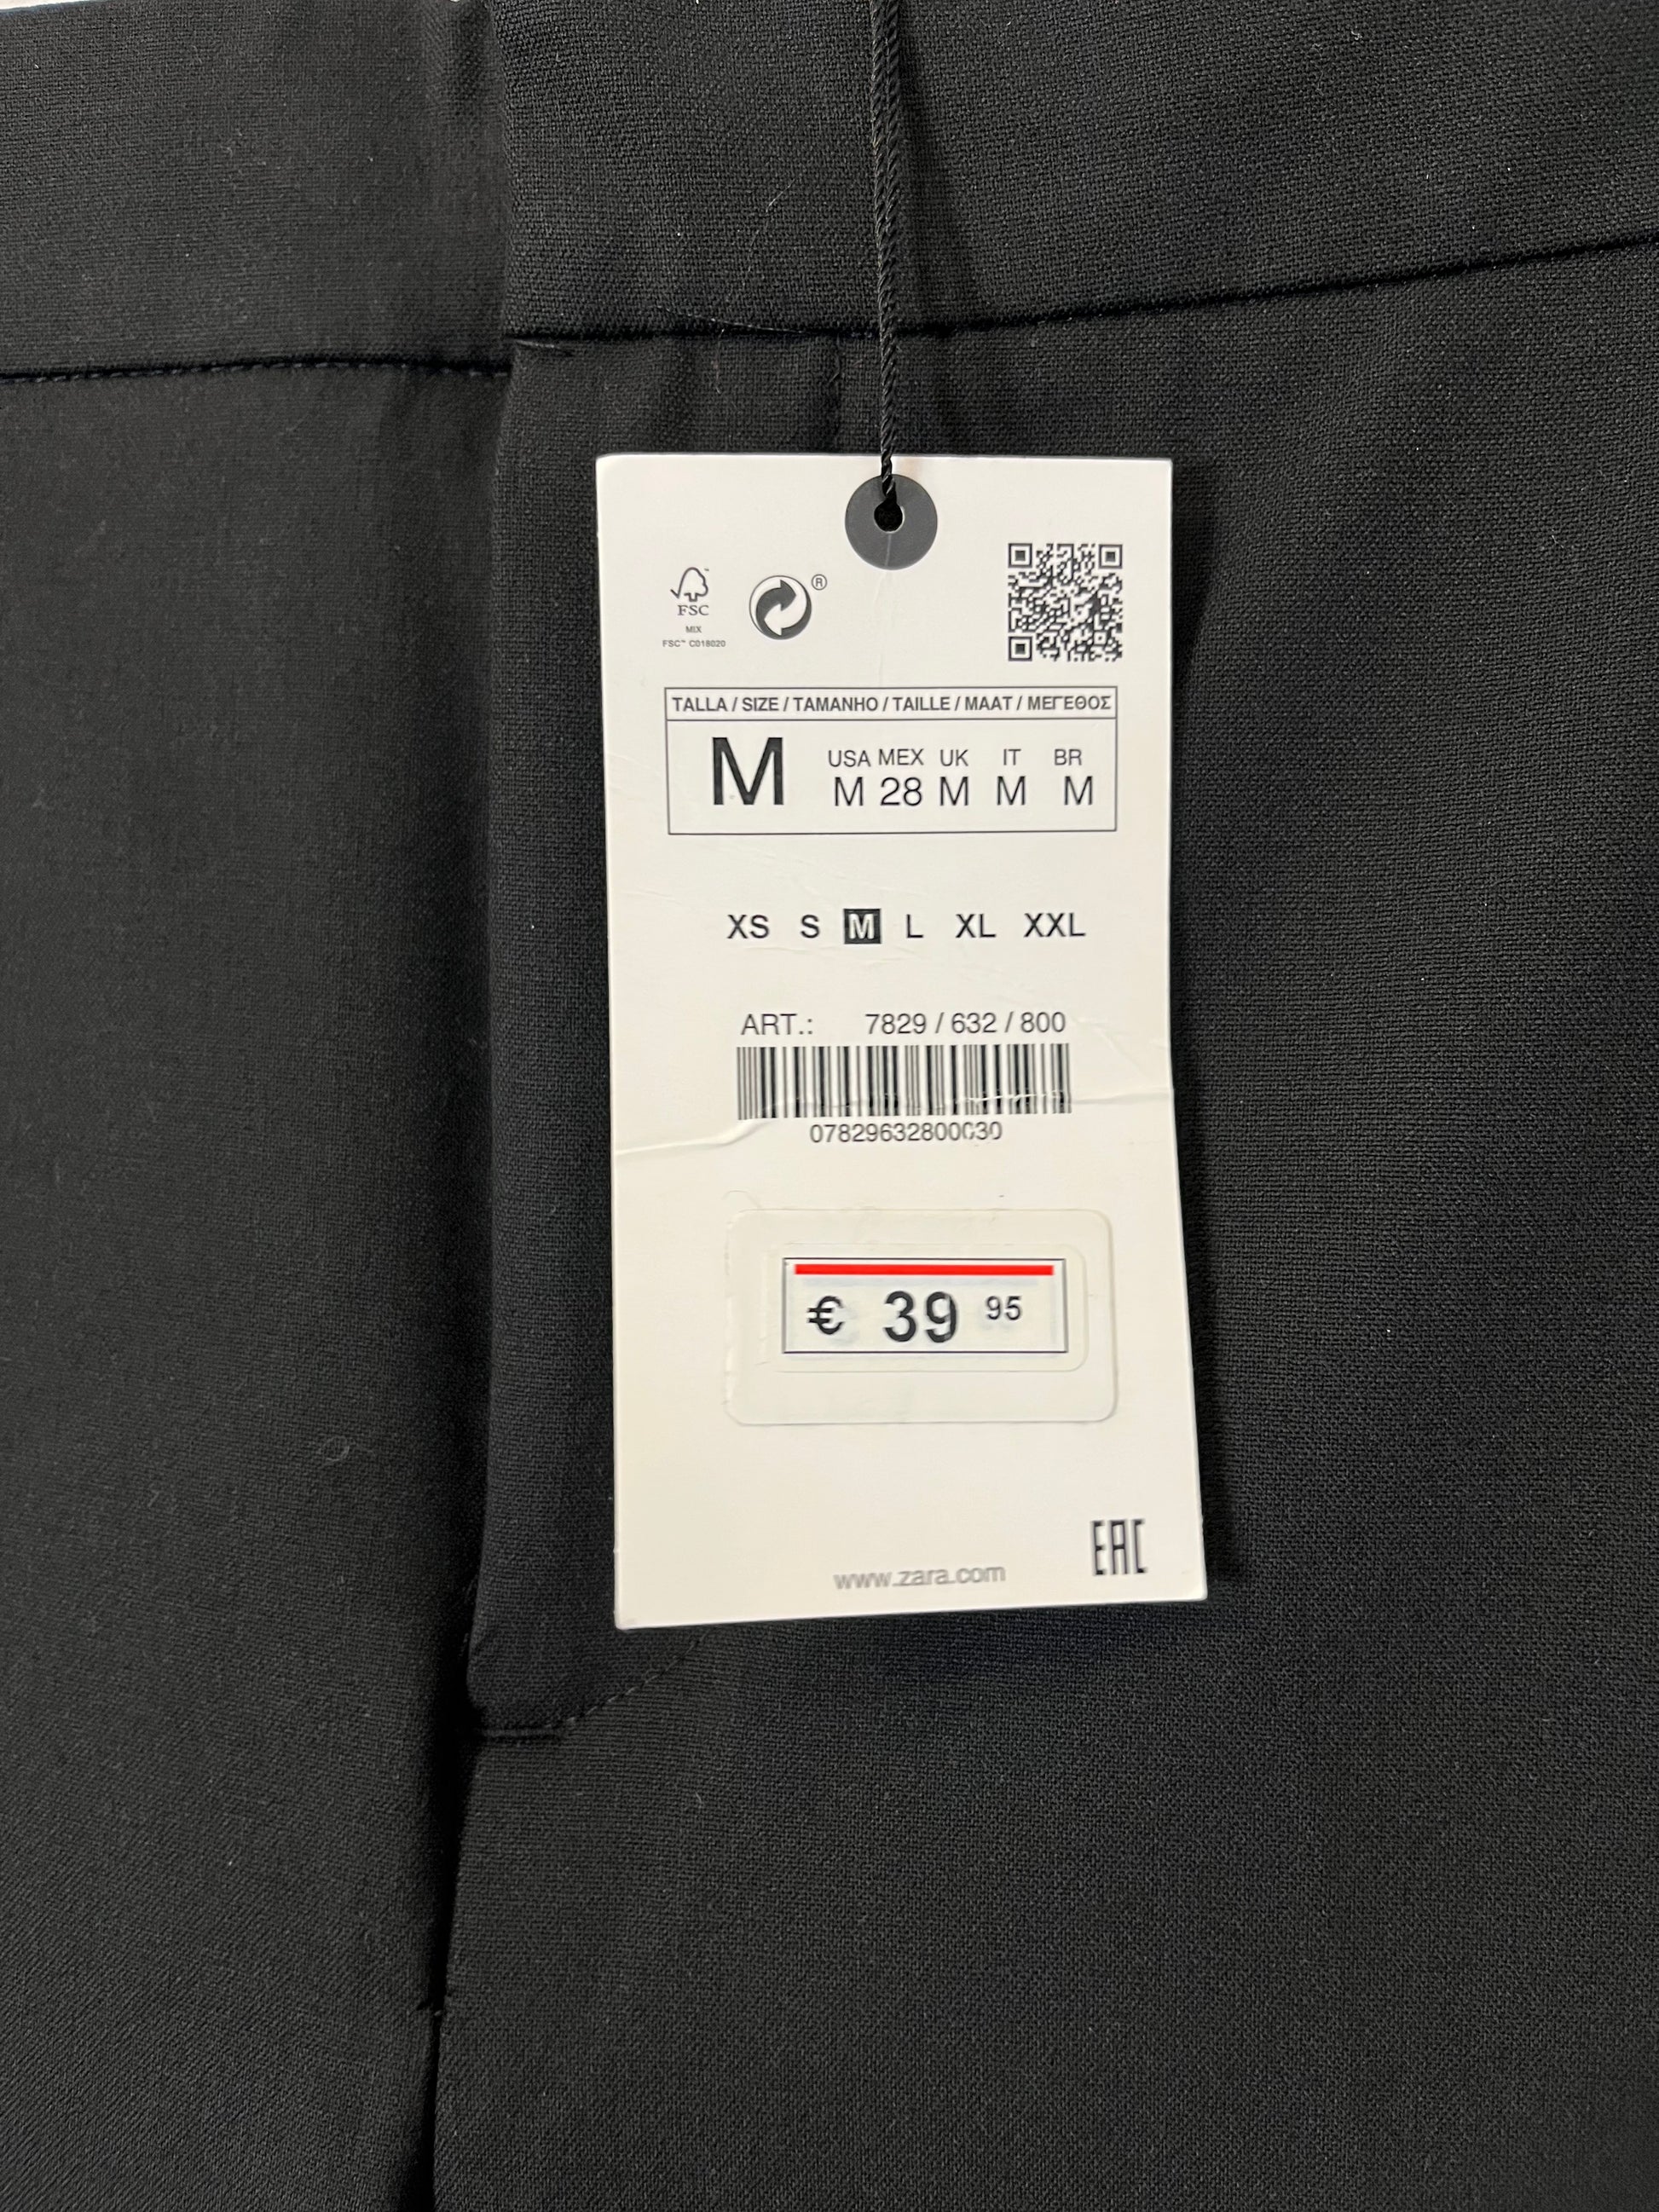 FSC™
®
MIX
FSC™ C018020
TALLA / SIZE / TAMANHO / TAILLE / MAAT / ΜΕΓΕΘΟΣ
M
USA MEX UK IT BR
M 28 M M M
XS S M L XL XXL
ART.: 7829 / 632 / 800
07829632800030
€ 39 95
www.zara.com
EAC